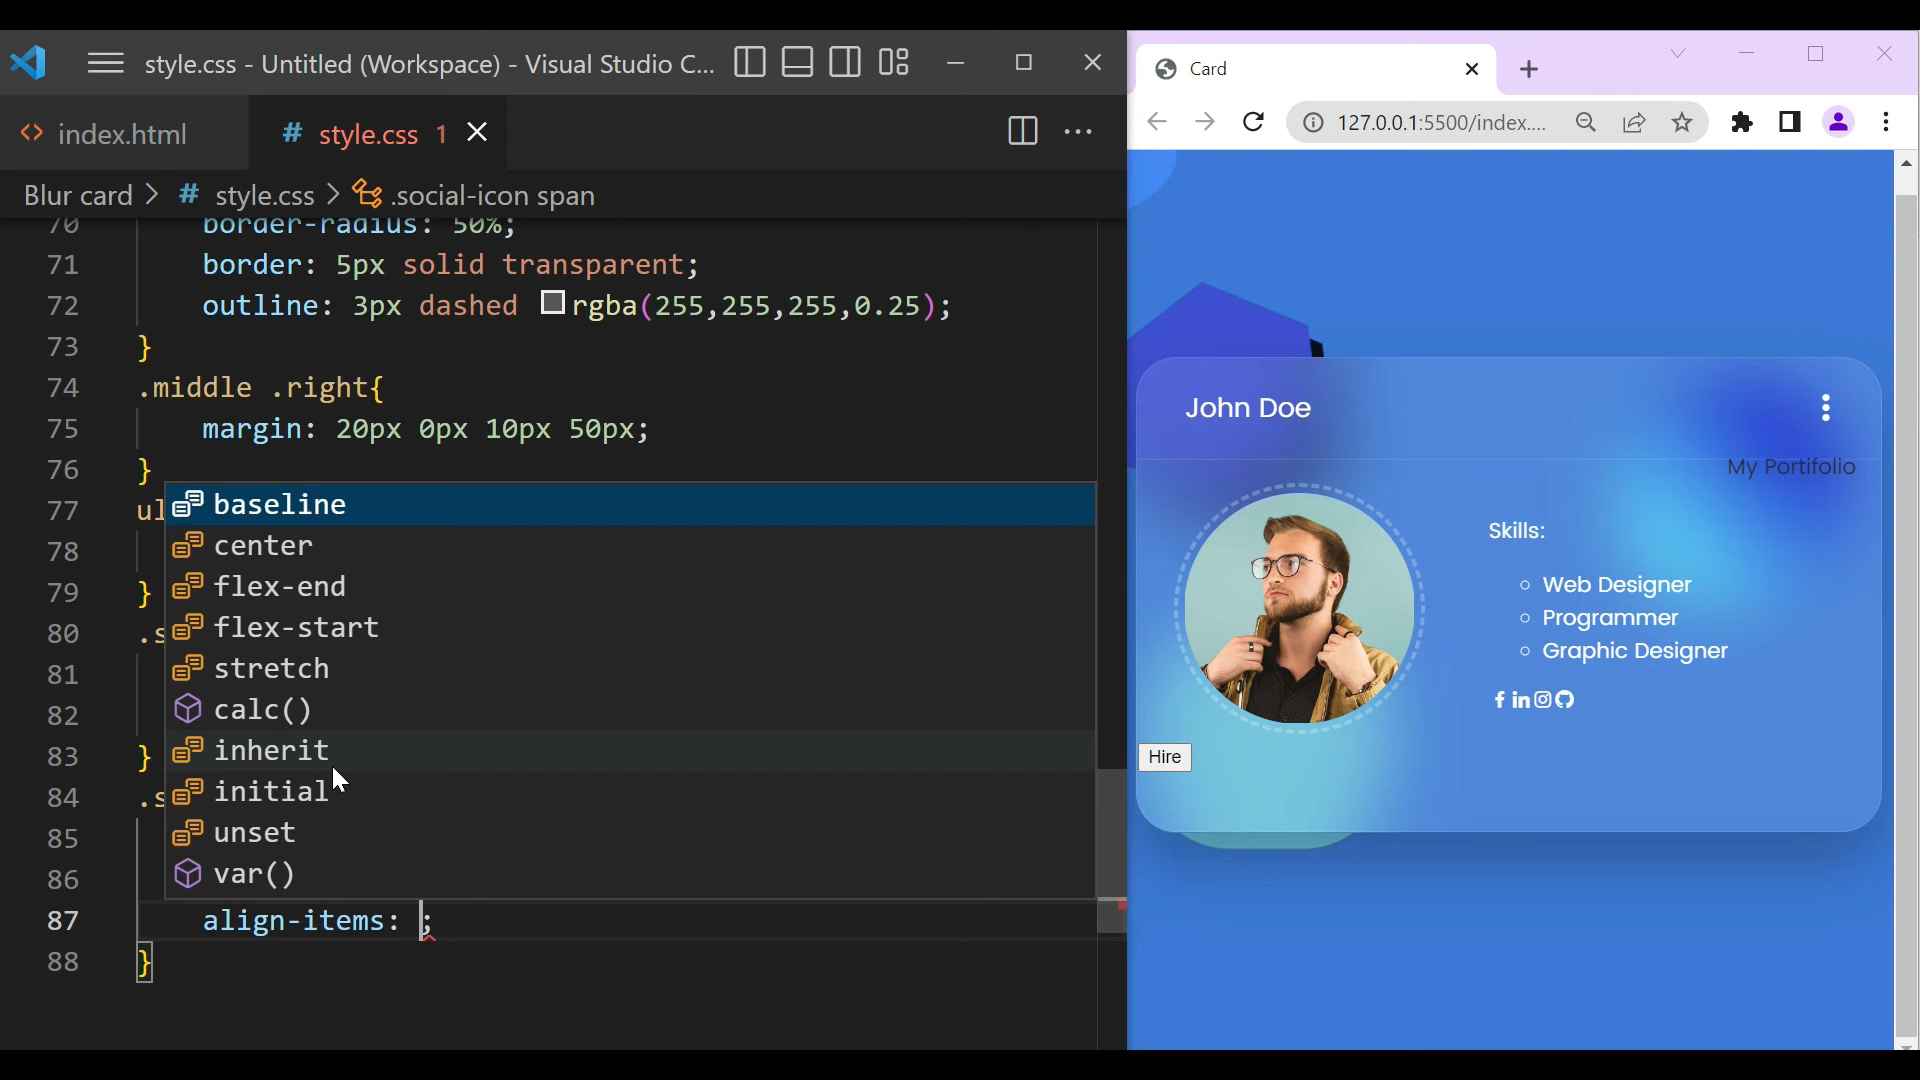 style.css - Untitled (Workspace) - Visual Studio C...
index.html
# style.css 1
Blur card > # style.css > .social-icon span
70 border-radius: 50%;
71 border: 5px solid transparent;
72 outline: 3px dashed rgba(255,255,255,0.25);
73 }
74 .middle .right{
75 margin: 20px 0px 10px 50px;
76 }
77 ul
78
79 }
80 .s
81
82
83 }
84 .s
85
86
87 align-items: ;
88 }
baseline
center
flex-end
flex-start
stretch
calc()
inherit
initial
unset
var()
Card
127.0.0.1:5500/index....
John Doe
My Portifolio
Skills:
Web Designer
Programmer
Graphic Designer
Hire